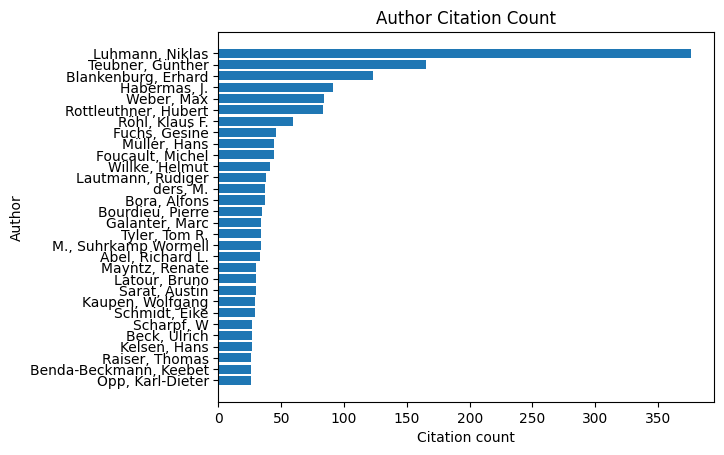 Author Citation Count
Luhmann, Niklas
Teubner, Gunther
Blankenburg, Erhard
Habermas, J.
Weber, Max
Rottleuthner, Hubert
Röhl, Klaus F.
Fuchs, Gesine
Müller, Hans
Foucault, Michel
Willke, Helmut
Lautmann, Rüdiger
ders, M.
Bora, Alfons
Bourdieu, Pierre
Galanter, Marc
Tyler, Tom R.
M., Suhrkamp Wormell
Abel, Richard L.
Mayntz, Renate
Latour, Bruno
Sarat, Austin
Kaupen, Wolfgang
Schmidt, Eike
Scharpf, W
Beck, Ulrich
Kelsen, Hans
Raiser, Thomas
Benda-Beckmann, Keebet
Opp, Karl-Dieter
Author
0 50 100 150 200 250 300 350
Citation count